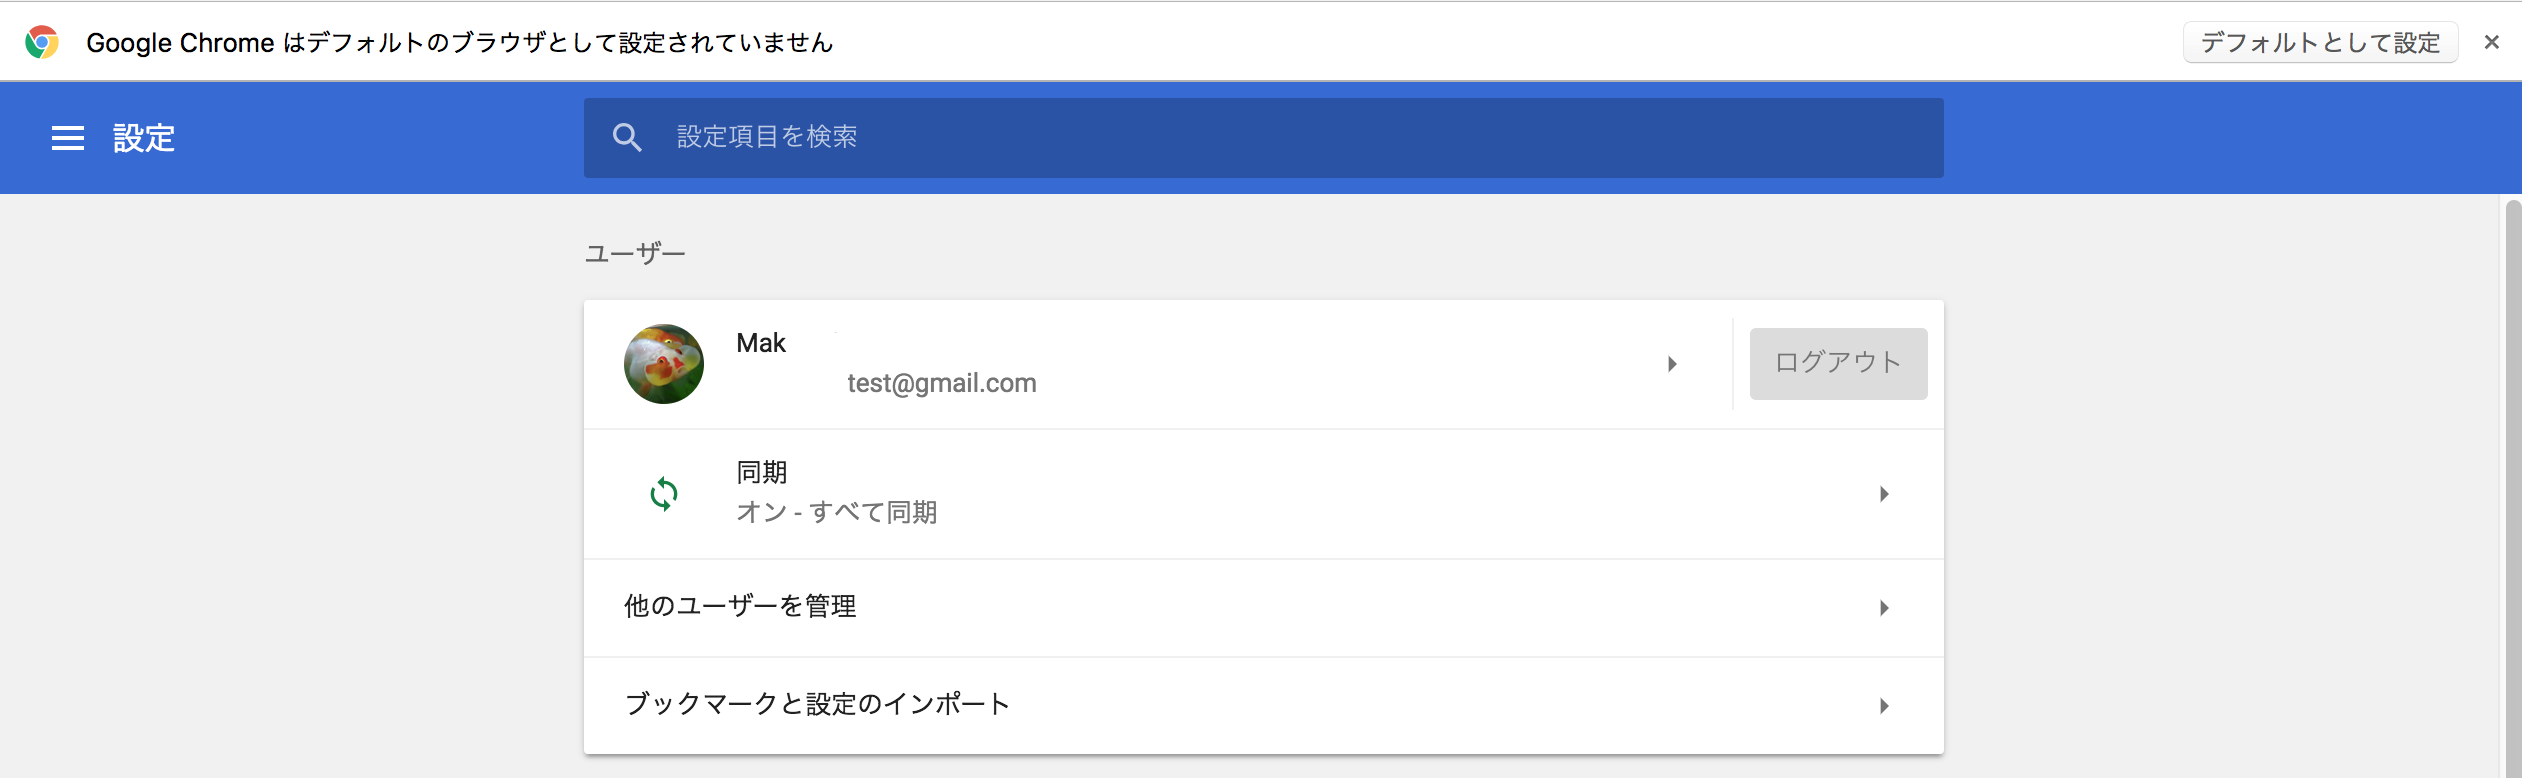 Google Chrome はデフォルトのブラウザとして設定されていません
デフォルトとして設定
設定
設定項目を検索
ユーザー
Mak
test@gmail.com
ログアウト
同期
オン - すべて同期
他のユーザーを管理
ブックマークと設定のインポート